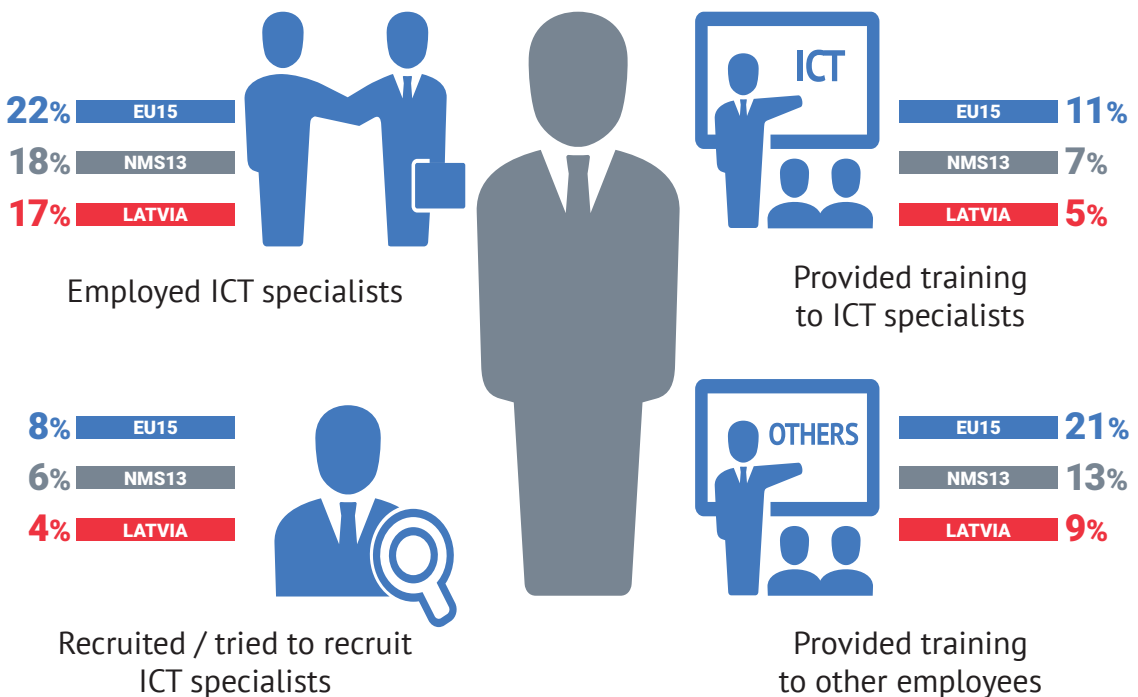 22% EU15
18% NMS13
17% LATVIA
Employed ICT specialists
ICT
EU15 11%
NMS13 7%
LATVIA 5%
Provided training
to ICT specialists
8% EU15
6% NMS13
4% LATVIA
Recruited / tried to recruit
ICT specialists
OTHERS
EU15 21%
NMS13 13%
LATVIA 9%
Provided training
to other employees